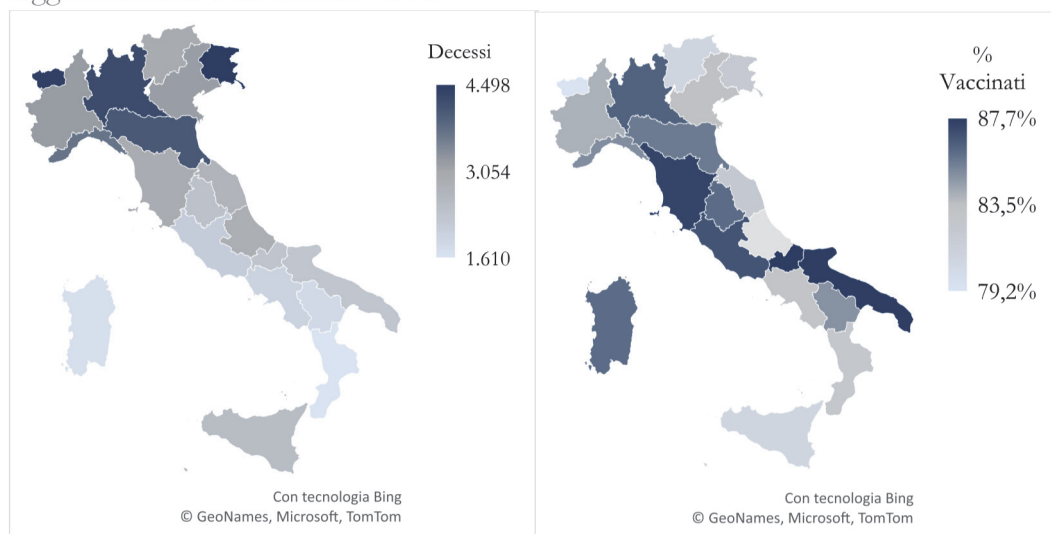 Decessi
4.498
3.054
1.610
Con tecnologia Bing
© GeoNames, Microsoft, TomTom
%
Vaccinati
87,7%
83,5%
79,2%
Con tecnologia Bing
© GeoNames, Microsoft, TomTom